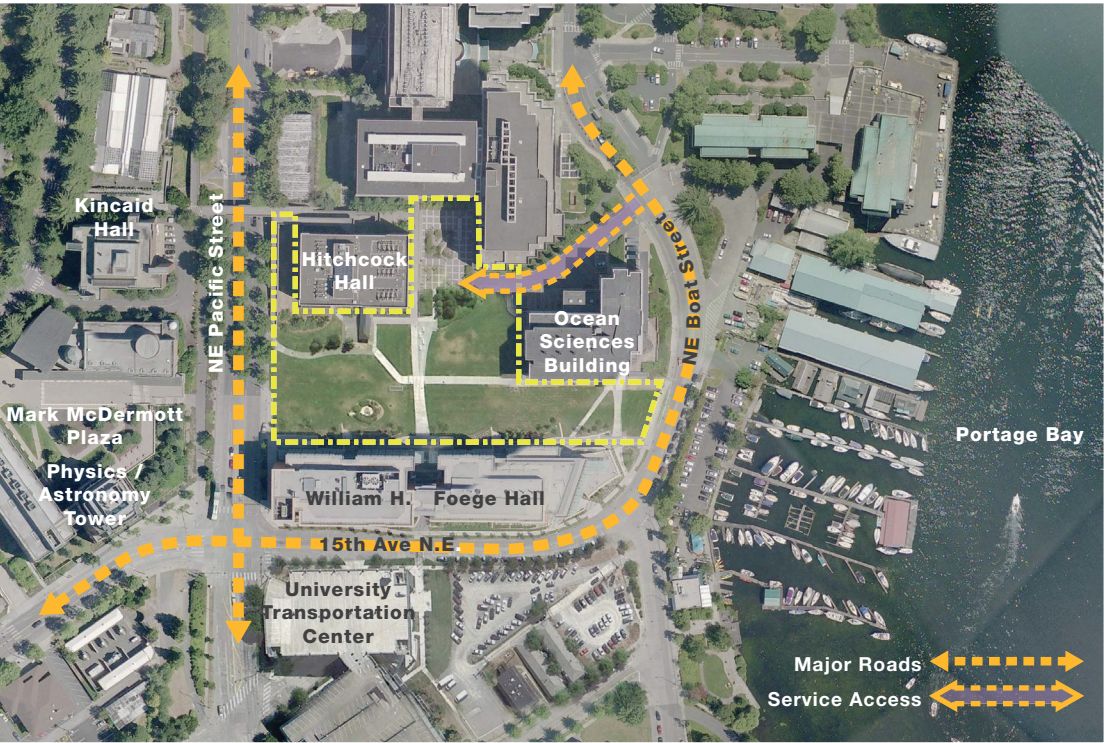 Kincaid
Hall
NE Pacific Street
Hitchcock
Hall
NE Boat Street
Ocean
Sciences
Building
Mark McDermott
Plaza
Portage Bay
Physics /
Astronomy
Tower
William H. Foege Hall
15th Ave N.E.
University
Transportation
Center
Major Roads
Service Access